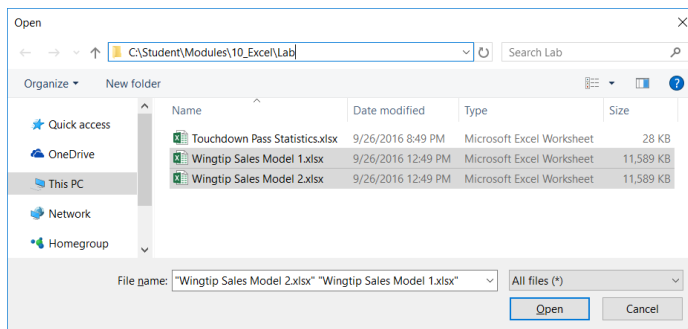 Open
C:\Student\Modules\10_Excel\Lab
Search Lab
Organize
New folder
Name Date modified Type Size
Quick access
OneDrive
This PC
Network
Homegroup
Touchdown Pass Statistics.xlsx 9/26/2016 8:49 PM Microsoft Excel Worksheet 28 KB
Wingtip Sales Model 1.xlsx 9/26/2016 12:49 PM Microsoft Excel Worksheet 11,589 KB
Wingtip Sales Model 2.xlsx 9/26/2016 12:49 PM Microsoft Excel Worksheet 11,589 KB
File name: "Wingtip Sales Model 2.xlsx" "Wingtip Sales Model 1.xlsx"
All files (*)
Open
Cancel